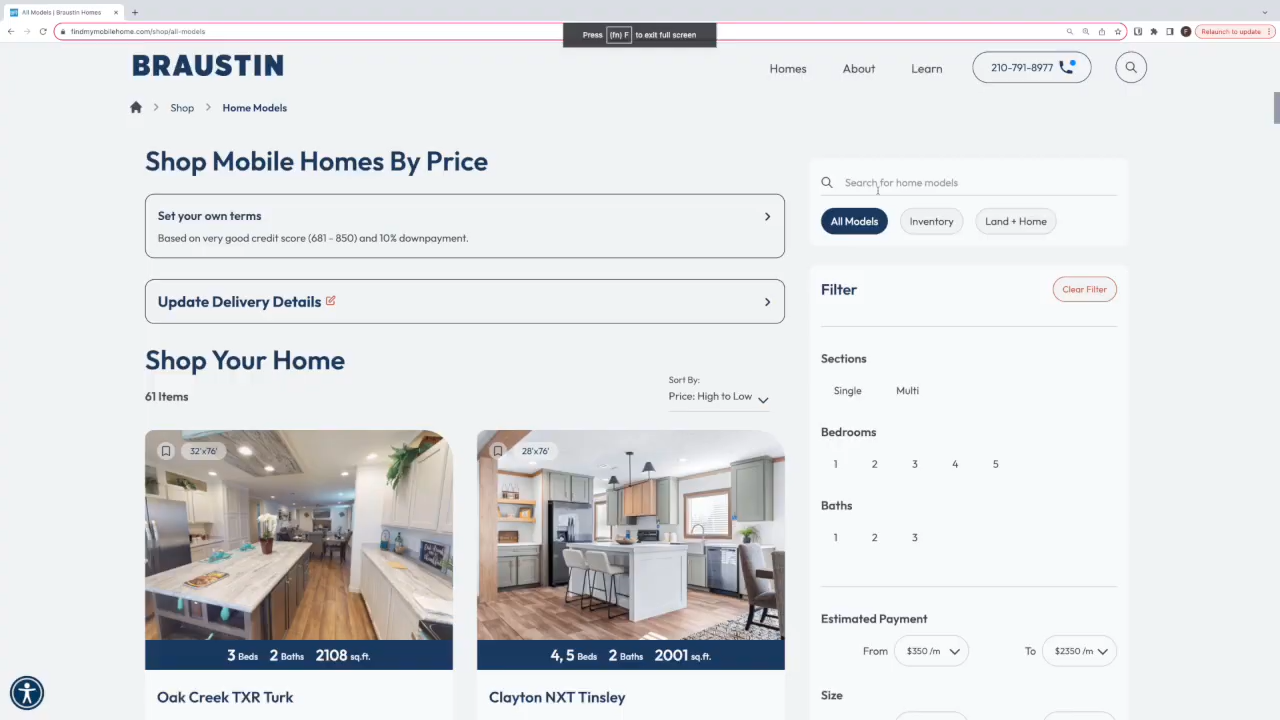 All Models | Braustin Homes
findmymobilehome.com/shop/all-models
Relaunch to update
Press (fn) F to exit full screen
BRAUSTIN
Homes
About
Learn
210-791-8977
Shop
Home Models
Shop Mobile Homes By Price
Set your own terms
Based on very good credit score (681 - 850) and 10% downpayment.
Update Delivery Details
Shop Your Home
61 Items
Sort By:
Price: High to Low
32'x76'
3 Beds 2 Baths 2108 sq.ft.
Oak Creek TXR Turk
28'x76'
4, 5 Beds 2 Baths 2001 sq.ft.
Clayton NXT Tinsley
Search for home models
All Models
Inventory
Land + Home
Filter
Clear Filter
Sections
Single Multi
Bedrooms
1 2 3 4 5
Baths
1 2 3
Estimated Payment
From $350 /m To $2350 /m
Size